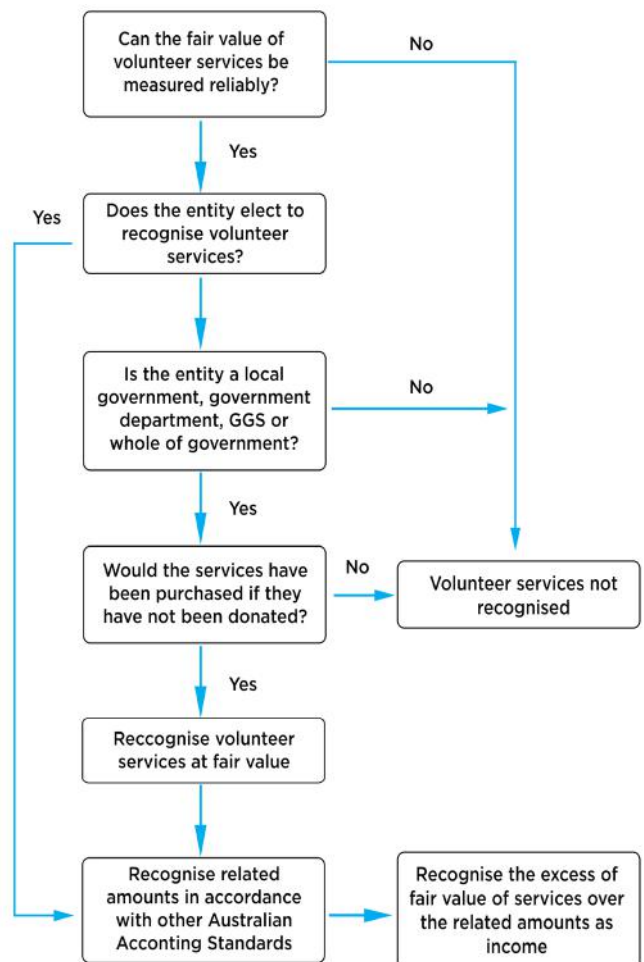 Can the fair value of
volunteer services be
measured reliably?
No
Yes
Yes
Does the entity elect to
recognise volunteer
services?
Is the entity a local
government, government
department, GGS or
whole of government?
No
Yes
Would the services have
been purchased if they
have not been donated?
No
Volunteer services not
recognised
Yes
Reccognise volunteer
services at fair value
Recognise related
amounts in accordance
with other Australian
Acconting Standards
Recognise the excess of
fair value of services over
the related amounts as
income